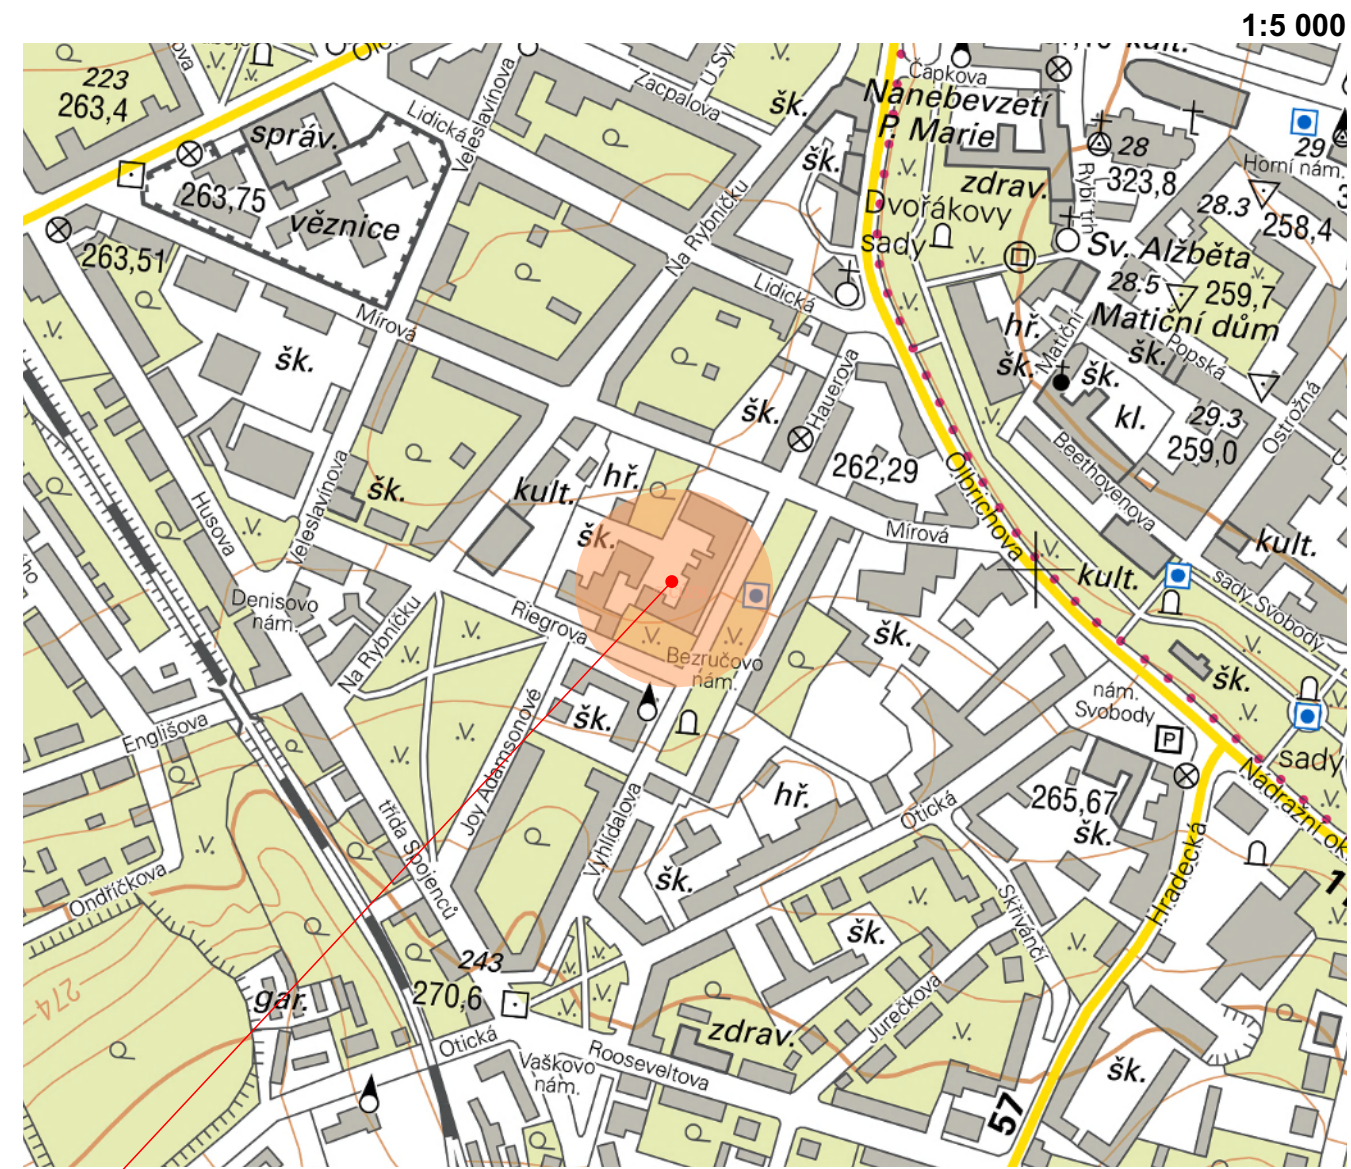 1:5 000
223
263,4
správ.
263,75
věznice
263,51
Lidická
Veleslavínova
Zacpalova
šk.
šk.
Čapkova
kult.
Nanebevzetí
P. Marie
zdrav.
28
323,8
Rybí trh
29
Horní nám.
28.3
258,4
Dvořákovy
sady
Sv. Alžběta
28.5
259,7
Matiční dům
Na Rybníčku
Lidická
Mírová
šk.
hř.
šk.
Matiční
šk.
šk.
Popská
kl.
29.3
259,0
Ostrožná
šk.
Hauerova
262,29
Olbrichova
Beethovenova
Husova
Veleslavínova
šk.
kult.
hř.
šk.
Mírová
kult.
kult.
sady Svobody
Denisovo
nám.
Na Rybníčku
Riegrova
Bezručovo
nám.
šk.
šk.
nám.
Svobody
P
sady
Englišova
šk.
Joy Adamsonové
Vyhlídalova
hř.
Otická
265,67
šk.
Nádražní
Hradecká
třída Spojenců
Ondříčkova
šk.
šk.
Skřivánčí
243
270,6
gar.
274
Otická
Vaškovo
nám.
Rooseveltova
zdrav.
Jurečkova
šk.
57